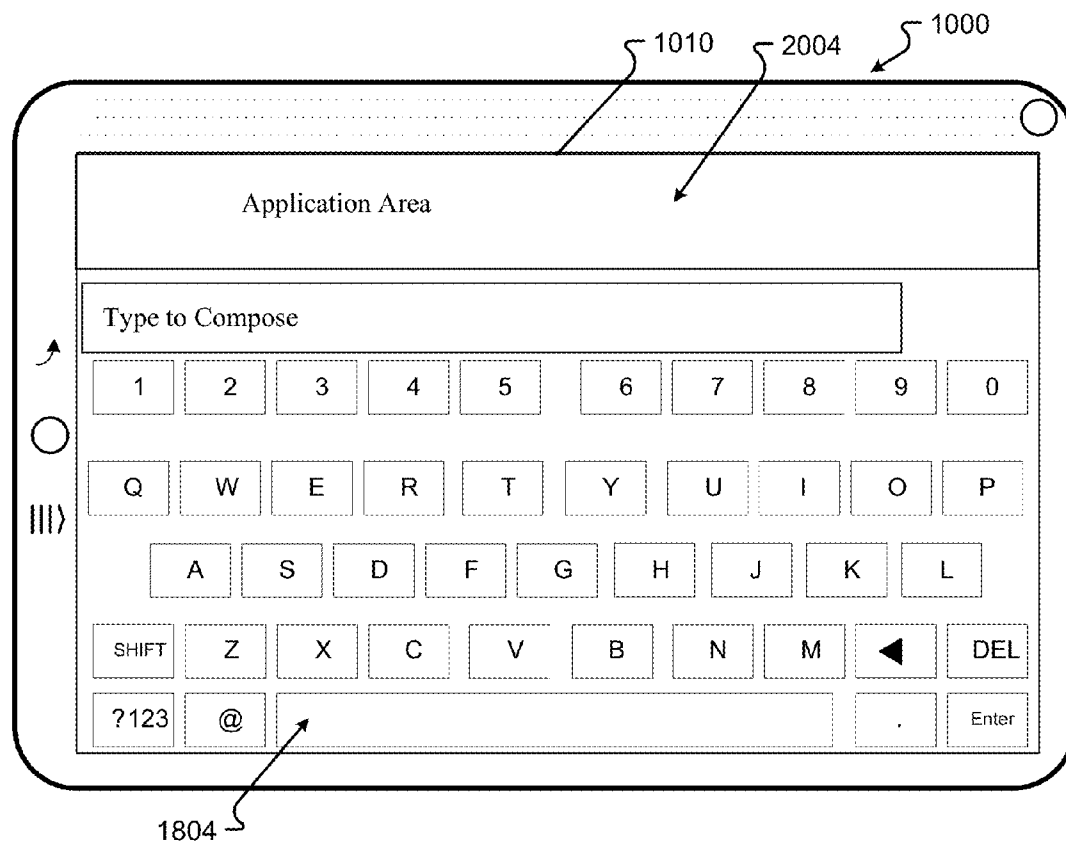 1000
1010
2004
Application Area
Type to Compose
1 2 3 4 5 6 7 8 9 0
Q W E R T Y U I O P
A S D F G H J K L
SHIFT Z X C V B N M DEL
?123 @ . Enter
1804